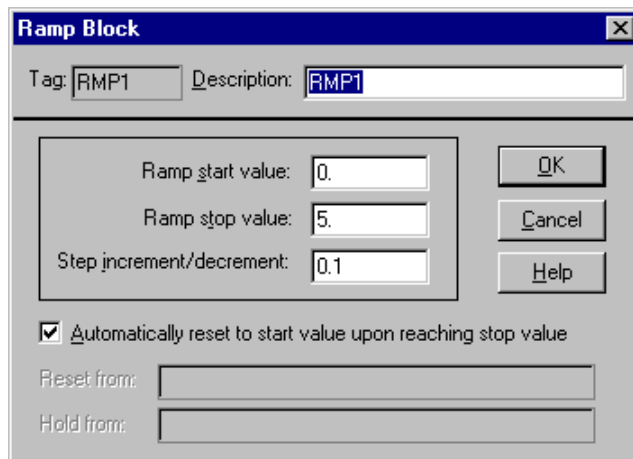 Ramp Block
Tag: RMP1 Description: RMP1
Ramp start value: 0.
Ramp stop value: 5.
Step increment/decrement: 0.1
OK
Cancel
Help
Automatically reset to start value upon reaching stop value
Reset from:
Hold from: